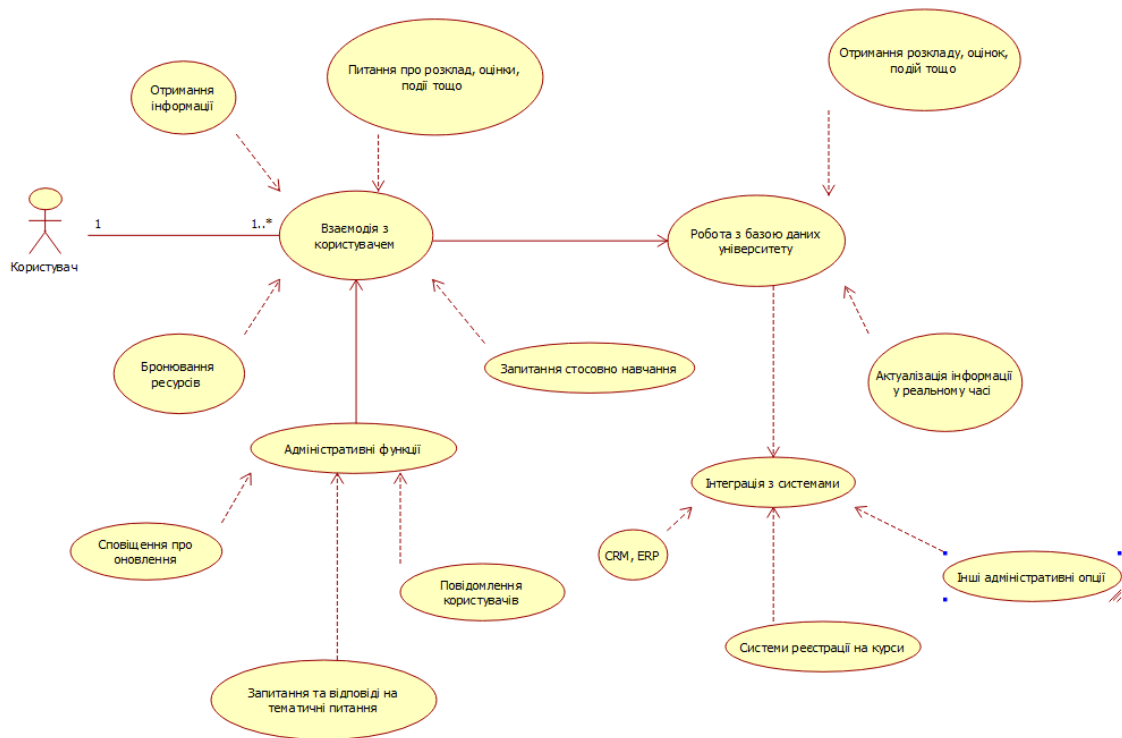 Отримання
інформації
Питання про розклад, оцінки,
події тощо
Отримання розкладу, оцінок,
подій тощо
Користувач
1
1..*
Взаємодія з
користувачем
Робота з базою даних
університету
Бронювання
ресурсів
Запитання стосовно навчання
Актуалізація інформації
у реальному часі
Адміністративні функції
Інтеграція з системами
Сповіщення про
оновлення
CRM, ERP
Повідомлення
користувачів
Інші адміністративні опції
Системи реєстрації на курси
Запитання та відповіді на
тематичні питання